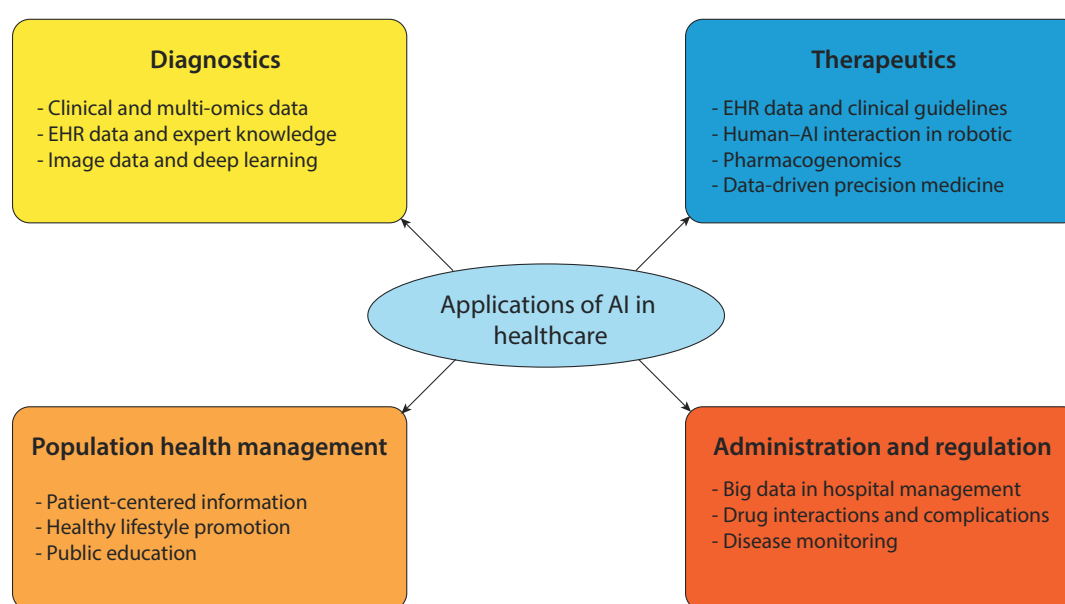 Diagnostics
- Clinical and multi-omics data
- EHR data and expert knowledge
- Image data and deep learning
Therapeutics
- EHR data and clinical guidelines
- Human–AI interaction in robotic
- Pharmacogenomics
- Data-driven precision medicine
Applications of AI in
healthcare
Population health management
- Patient-centered information
- Healthy lifestyle promotion
- Public education
Administration and regulation
- Big data in hospital management
- Drug interactions and complications
- Disease monitoring